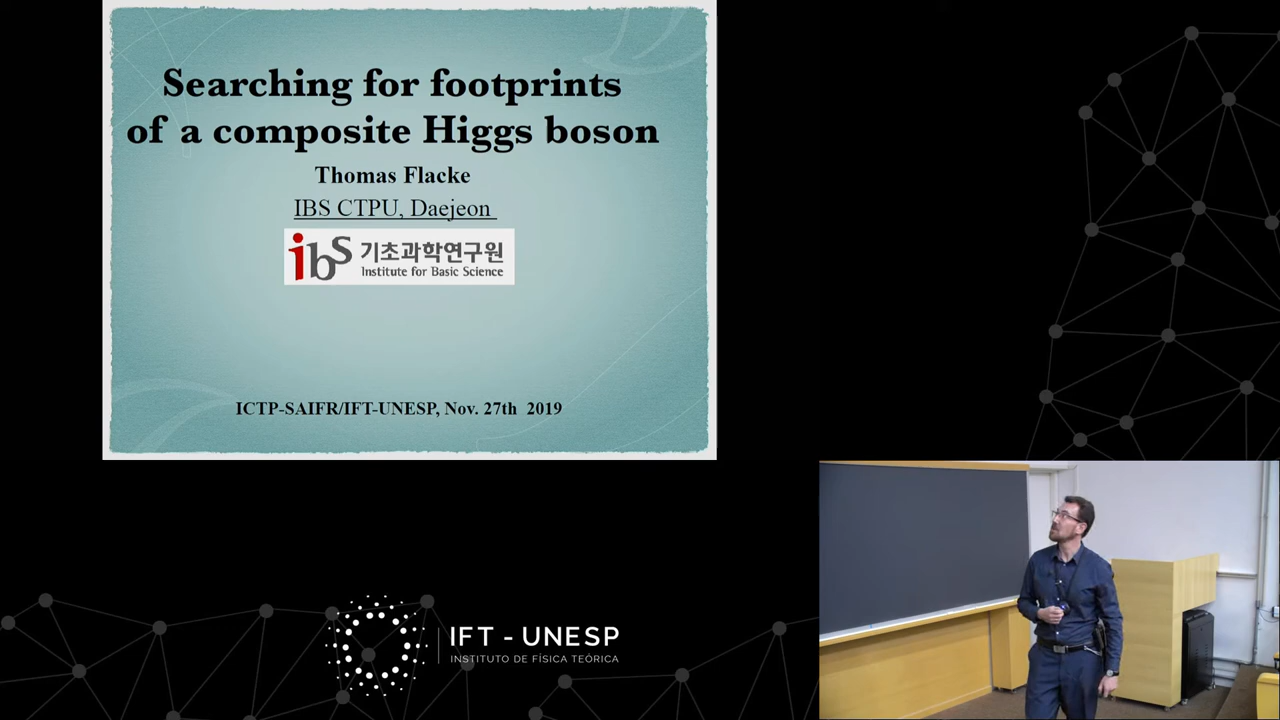 Searching for footprints
of a composite Higgs boson
Thomas Flacke
IBS CTPU, Daejeon
ibs 기초과학연구원
Institute for Basic Science
ICTP-SAIFR/IFT-UNESP, Nov. 27th 2019
IFT - UNESP
INSTITUTO DE FÍSICA TEÓRICA